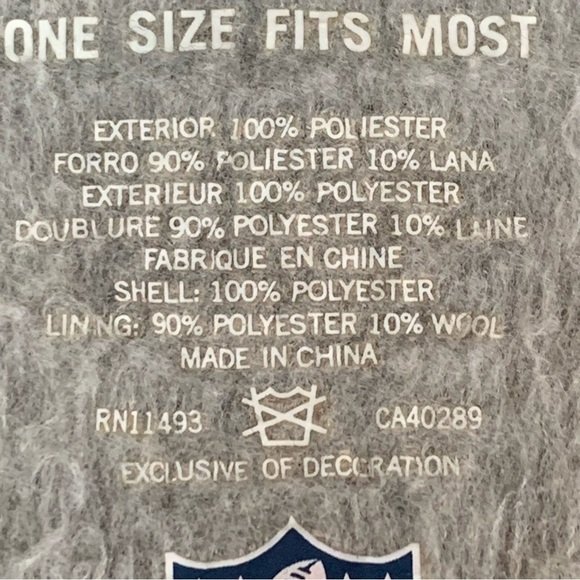 ONE SIZE FITS MOST
EXTERIOR 100% POLIESTER
FORRO 90% POLIESTER 10% LANA
EXTERIEUR 100% POLYESTER
DOUBLURE 90% POLYESTER 10% LAINE
FABRIQUE EN CHINE
SHELL: 100% POLYESTER
LINING: 90% POLYESTER 10% WOOL
MADE IN CHINA
RN11493 CA40289
EXCLUSIVE OF DECORATION